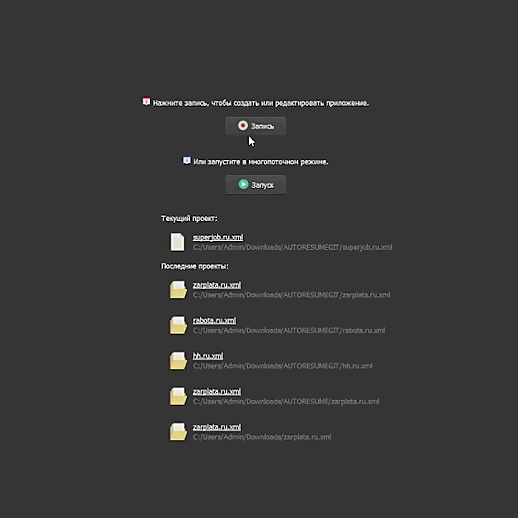 Нажмите запись, чтобы создать или редактировать приложение.
Запись
Или запустите в многопоточном режиме.
Запуск
Текущий проект:
superjob.ru.xml
C:/Users/Admin/Downloads/AUTORESUMEGIT/superjob.ru.xml
Последние проекты:
zarplata.ru.xml
C:/Users/Admin/Downloads/AUTORESUMEGIT/zarplata.ru.xml
rabota.ru.xml
C:/Users/Admin/Downloads/AUTORESUMEGIT/rabota.ru.xml
hh.ru.xml
C:/Users/Admin/Downloads/AUTORESUMEGIT/hh.ru.xml
zarplata.ru.xml
C:/Users/Admin/Downloads/AUTORESUME/zarplata.ru.xml
zarplata.ru.xml
C:/Users/Admin/Downloads/zarplata.ru.xml